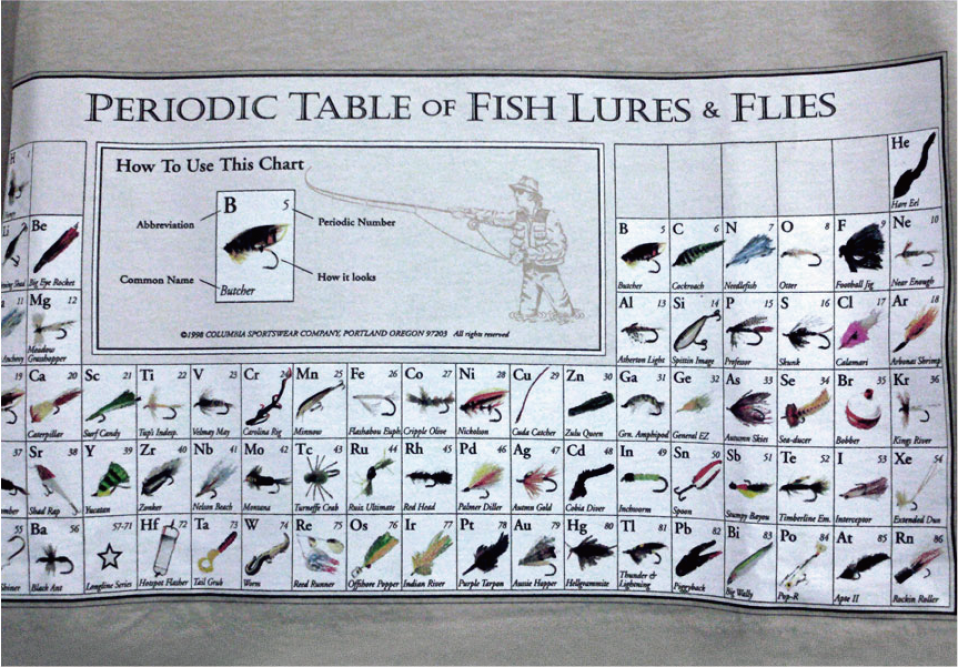 PERIODIC TABLE OF FISH LURES & FLIES
How To Use This Chart
B 5
Abbreviation
Periodic Number
How it looks
Common Name
Butcher
©1998 COLUMBIA SPORTSWEAR COMPANY, PORTLAND OREGON 97203 All rights reserved
He
Hare Eel
Be
Big Eye Rocket
B 5
Butcher
C 6
Cockroach
N 7
Needlefish
O 8
Otter
F 9
Football Jig
Ne 10
Near Enough
11
Mg 12
Meadow
Grasshopper
Al 13
Atherton Light
Si 14
Spittin Image
P 15
Professor
S 16
Skunk
Cl 17
Calamari
Ar 18
Arkansas Shrimp
19
Ca 20
Caterpillar
Sc 21
Surf Candy
Ti 22
Tup's Indesp.
V 23
Velmay May
Cr 24
Carolina Rig
Mn 25
Minnow
Fe 26
Flashabou Euph
Co 27
Cripple Olive
Ni 28
Nicholson
Cu 29
Cuda Catcher
Zn 30
Zulu Queen
Ga 31
Grn. Amphipod
Ge 32
General EZ
As 33
Autumn Skies
Se 34
Sea-ducer
Br 35
Bobber
Kr 36
Kings River
37
Sr 38
Shad Rap
Y 39
Yucatan
Zr 40
Zonker
Nb 41
Nelson Beach
Mo 42
Montana
Tc 43
Turneffe Crab
Ru 44
Ruiz Ultimate
Rh 45
Red Head
Pd 46
Palmer Diller
Ag 47
Autumn Gold
Cd 48
Cobia Diver
In 49
Inchworm
Sn 50
Spoon
Sb 51
Stumpy Bayou
Te 52
Timberline Em.
I 53
Interceptor
Xe 54
Extended Dun
55
Ba 56
Black Ant
57-71
Longline Series
Hf 72
Hotspot Flasher
Ta 73
Tail Grub
W 74
Worm
Re 75
Road Runner
Os 76
Offshore Popper
Ir 77
Indian River
Pt 78
Purple Tarpon
Au 79
Aussie Hopper
Hg 80
Hellgrammite
Tl 81
Thunder &
Lightning
Pb 82
Piggyback
Bi 83
Big Wally
Po 84
Pop-R
At 85
Apte II
Rn 86
Rockin Roller